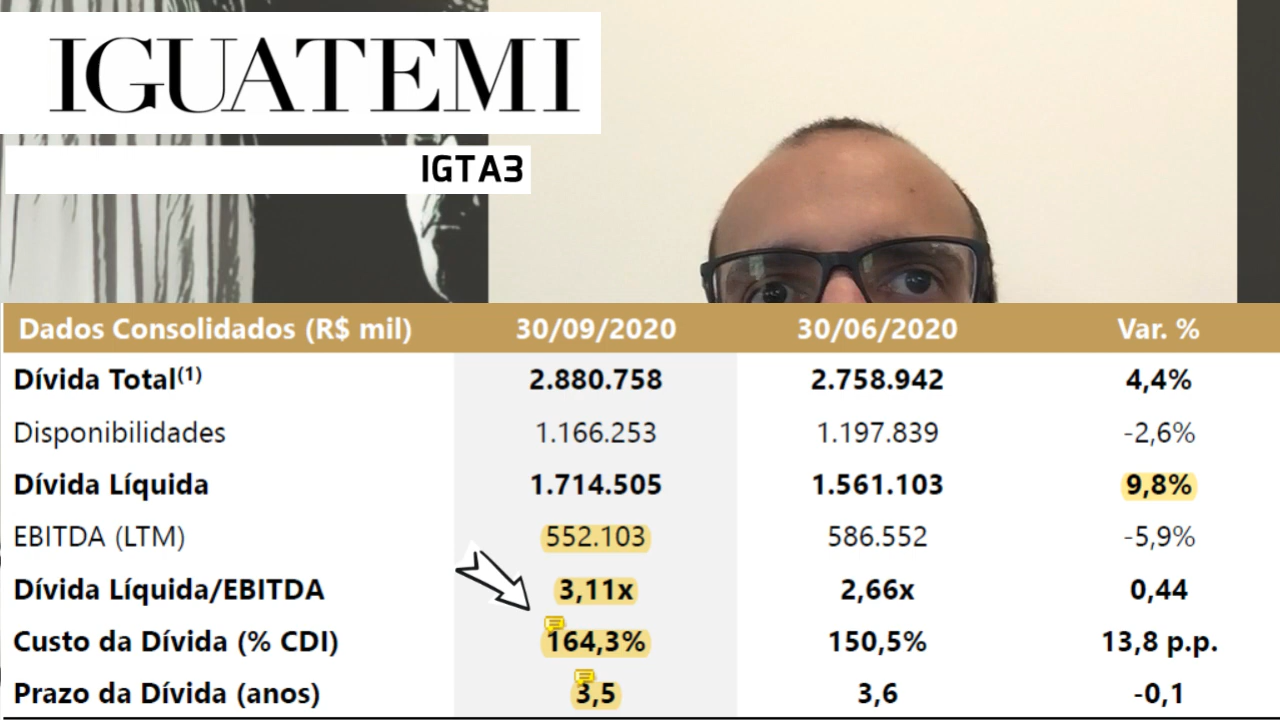 IGUATEMI
IGTA3
Dados Consolidados (R$ mil) 30/09/2020 30/06/2020 Var. %
Dívida Total(1) 2.880.758 2.758.942 4,4%
Disponibilidades 1.166.253 1.197.839 -2,6%
Dívida Líquida 1.714.505 1.561.103 9,8%
EBITDA (LTM) 552.103 586.552 -5,9%
Dívida Líquida/EBITDA 3,11x 2,66x 0,44
Custo da Dívida (% CDI) 164,3% 150,5% 13,8 p.p.
Prazo da Dívida (anos) 3,5 3,6 -0,1